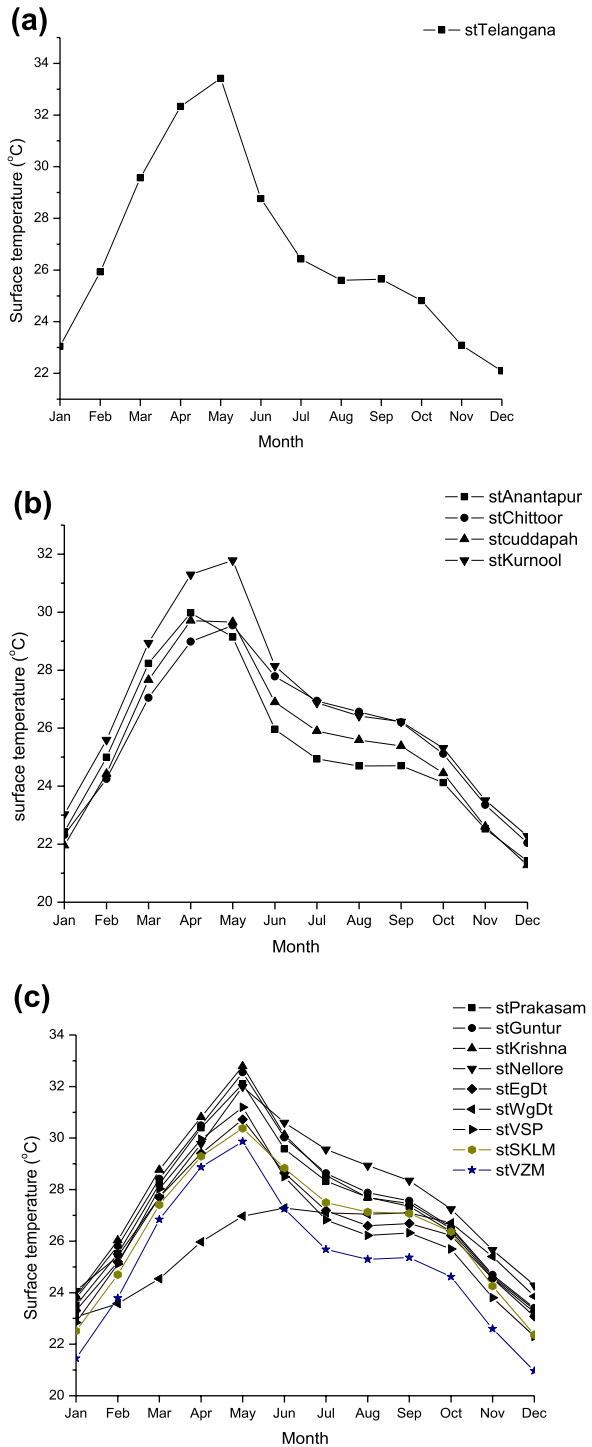 (a)
stTelangana
34
32
30
28
26
24
22
Surface temperature (°C)
Jan Feb Mar Apr May Jun Jul Aug Sep Oct Nov Dec
Month
(b)
stAnantapur
stChittoor
stcuddapah
stKurnool
32
30
28
26
24
22
20
surface temperature (°C)
Jan Feb Mar Apr May Jun Jul Aug Sep Oct Nov Dec
Month
(c)
stPrakasam
stGuntur
stKrishna
stNellore
stEgDt
stWgDt
stVSP
stSKLM
stVZM
34
32
30
28
26
24
22
20
Surface temperature (°C)
Jan Feb Mar Apr May Jun Jul Aug Sep Oct Nov Dec
Month